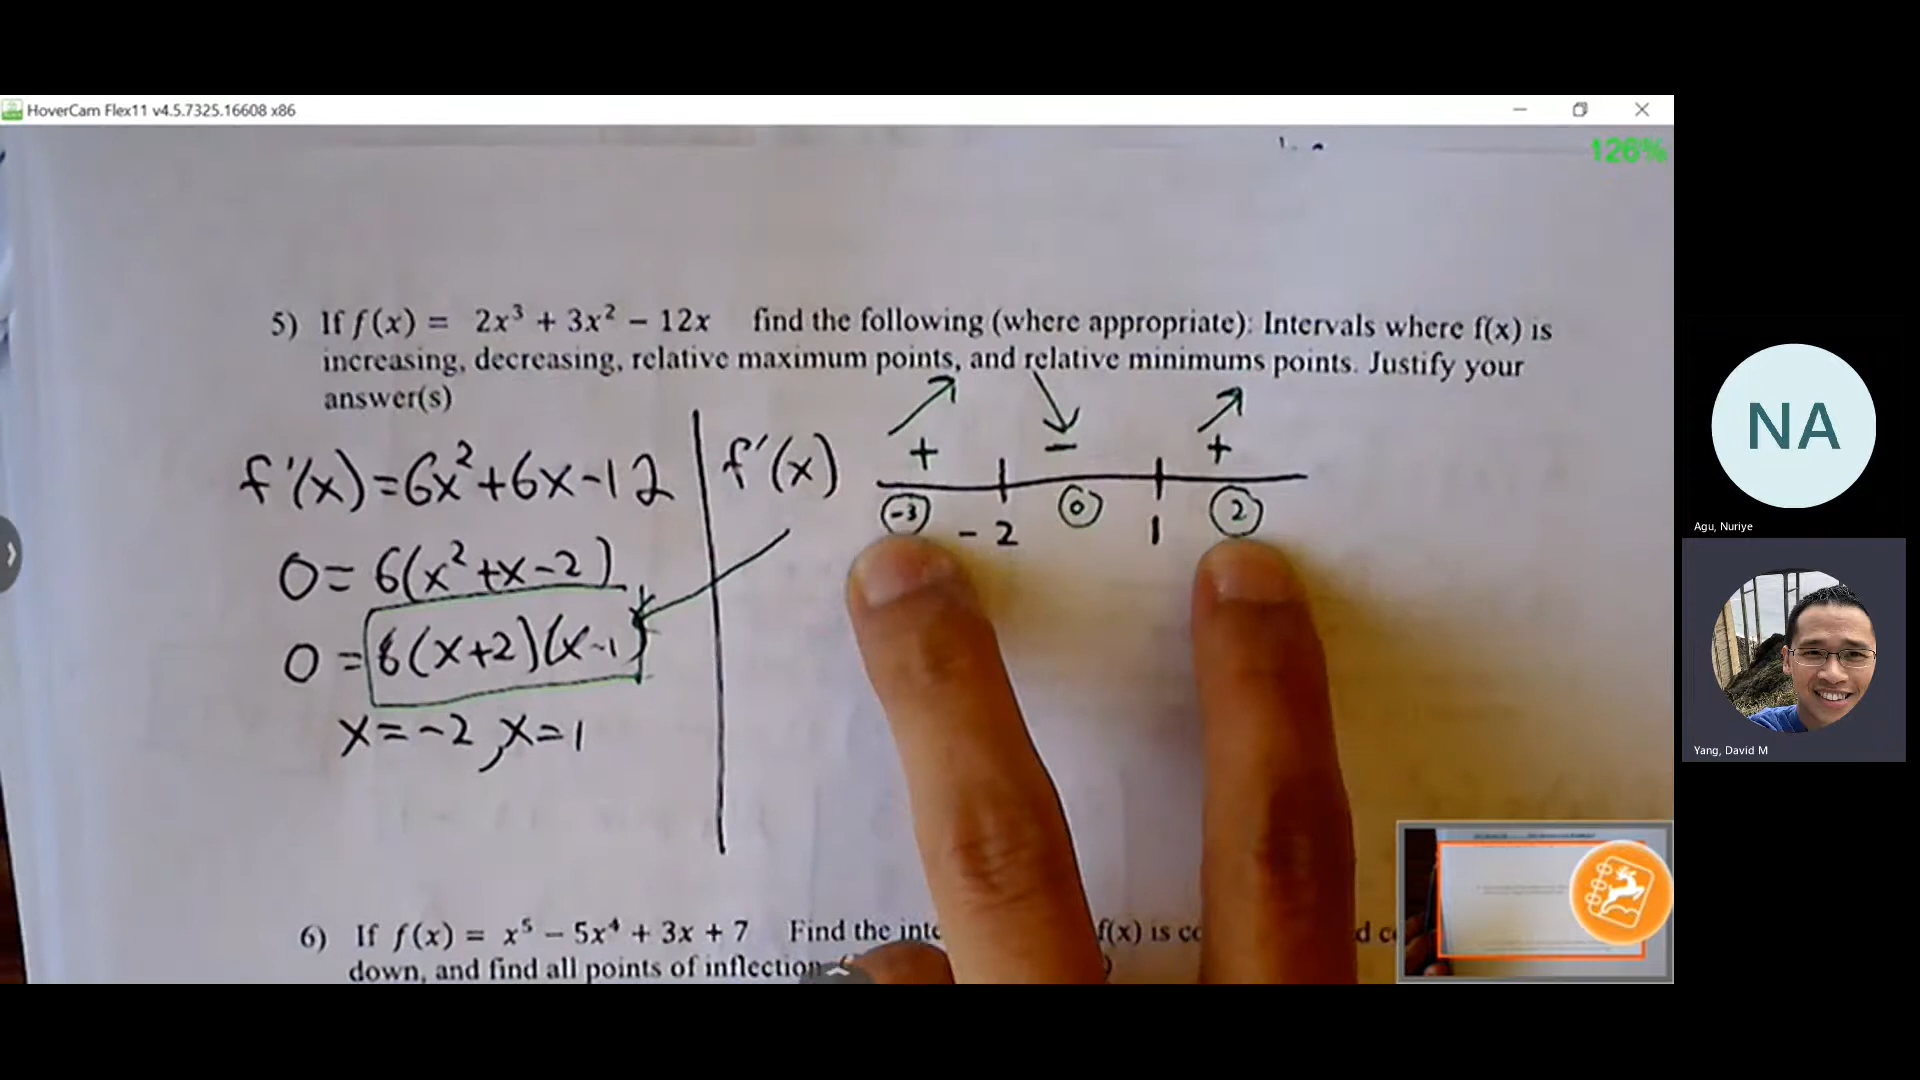 HoverCam Flex11 v4.5.7325.16608 x86
126%
5) If f(x) = 2x³ + 3x² − 12x find the following (where appropriate): Intervals where f(x) is
increasing, decreasing, relative maximum points, and relative minimums points. Justify your
answer(s)
f'(x)=6x²+6x-12
0=6(x²+x-2)
0=6(x+2)(x-1)
x=-2, x=1
f'(x)
+ - +
-3 0 2
-2 1
6) If f(x) = x⁵ − 5x⁴ + 3x + 7 Find the f(x) is
down, and find all points of inflection
NA
Agu, Nuriye
Yang, David M